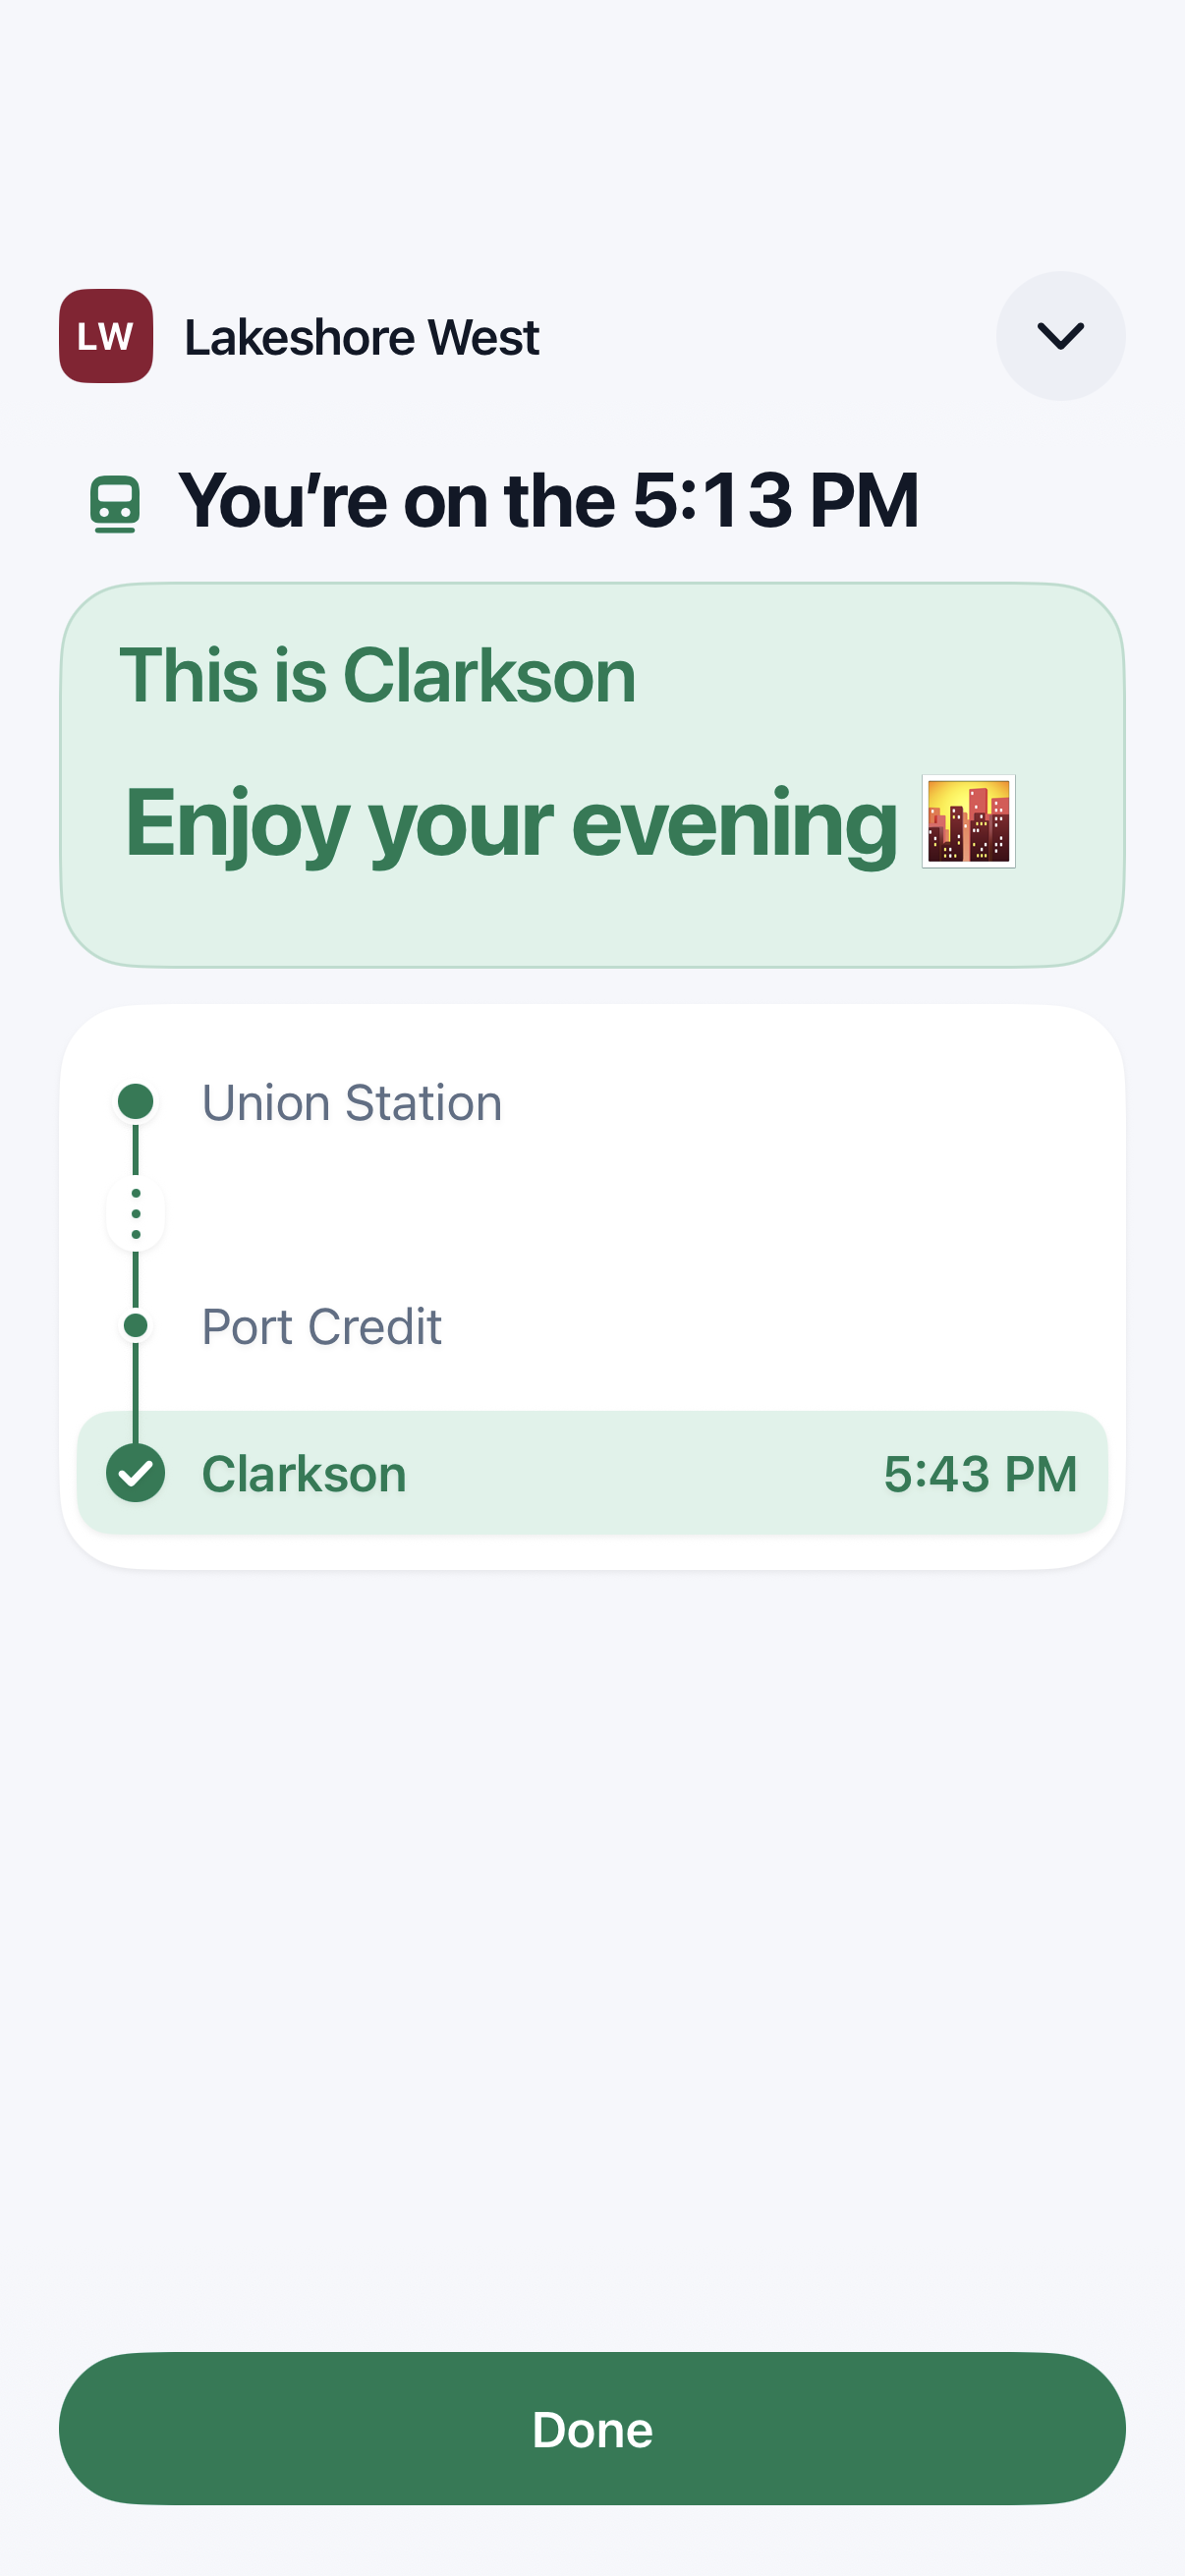 LW Lakeshore West
You’re on the 5:13 PM
This is Clarkson
Enjoy your evening 🌇
Union Station
Port Credit
Clarkson 5:43 PM
Done